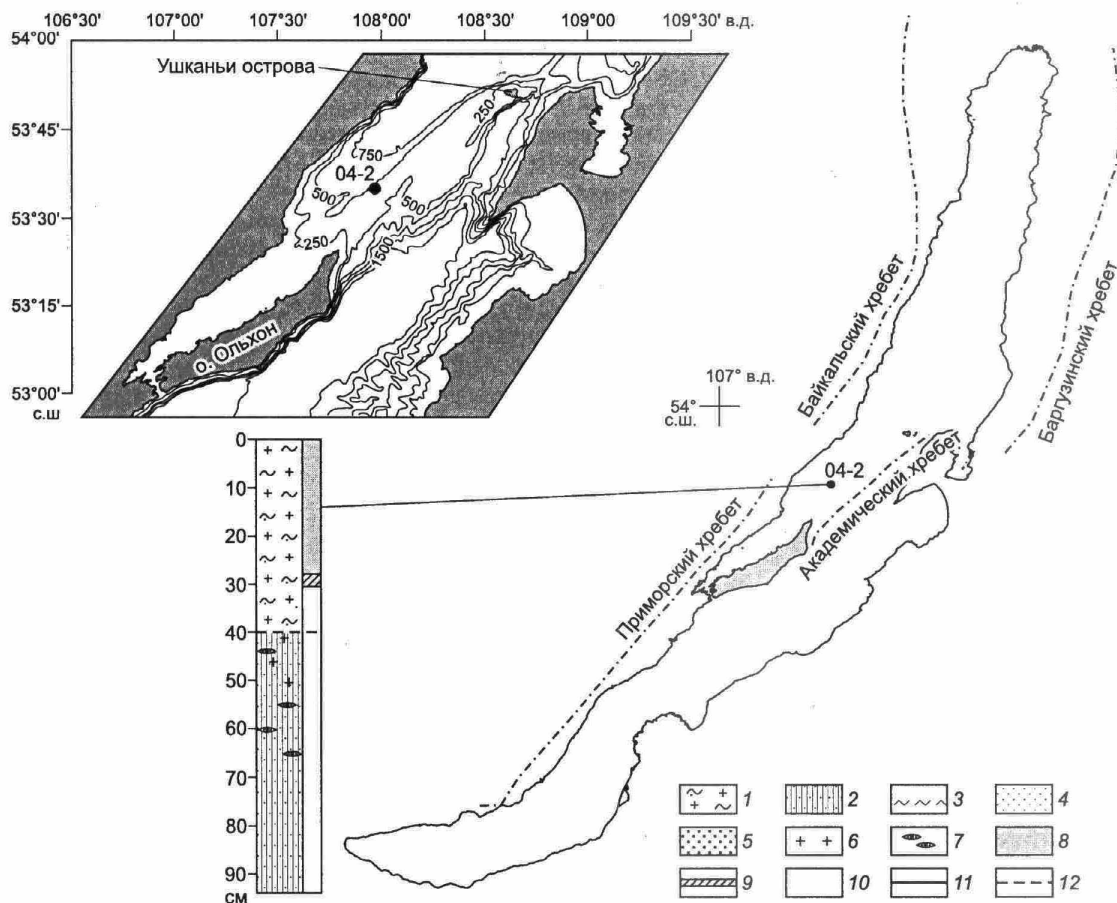 106°30' 107°00' 107°30' 108°00' 108°30' 109°00' 109°30' в.д.
54°00'
Ушканьи острова
53°45'
53°30'
53°15'
53°00'
с.ш
250
750
04-2
500
500
250
1500
о. Ольхон
107° в.д.
54°
с.ш.
Байкальский хребет
Баргузинский хребет
04-2
Академический хребет
Приморский хребет
0
10
20
30
40
50
60
70
80
90
см
1 2 3 4
5 6 7 8
9 10 11 12